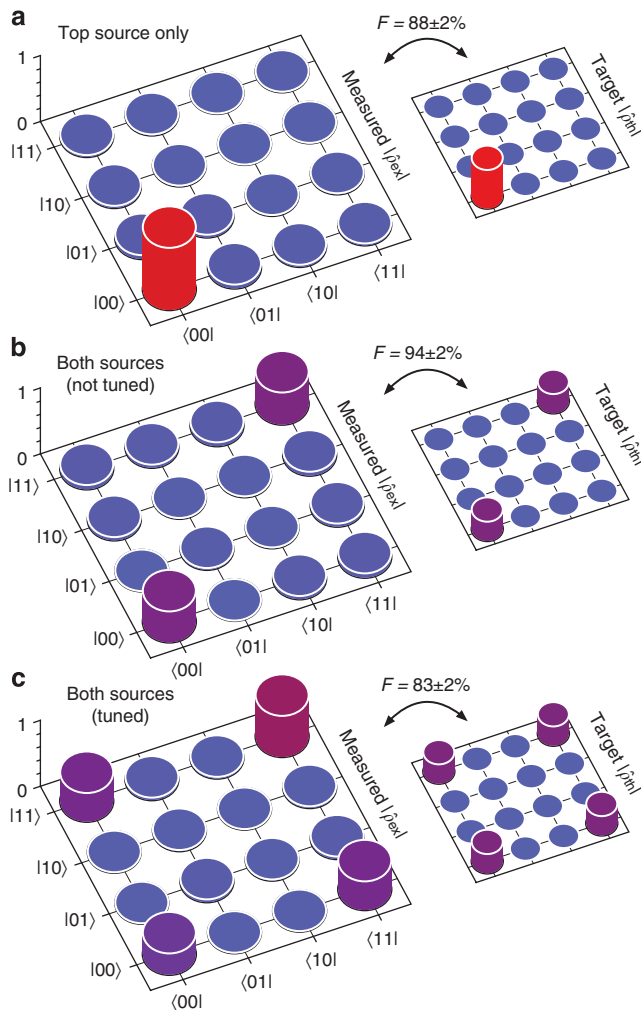 a
Top source only
F = 88±2%
1
0
|11⟩
|10⟩
|01⟩
|00⟩
⟨00|
⟨01|
⟨10|
⟨11|
Measured |ρ̂ex|
Target |ρ̂th|
b
Both sources
(not tuned)
F = 94±2%
1
0
|11⟩
|10⟩
|01⟩
|00⟩
⟨00|
⟨01|
⟨10|
⟨11|
Measured |ρ̂ex|
Target |ρ̂th|
c
Both sources
(tuned)
F = 83±2%
1
0
|11⟩
|10⟩
|01⟩
|00⟩
⟨00|
⟨01|
⟨10|
⟨11|
Measured |ρ̂ex|
Target |ρ̂th|